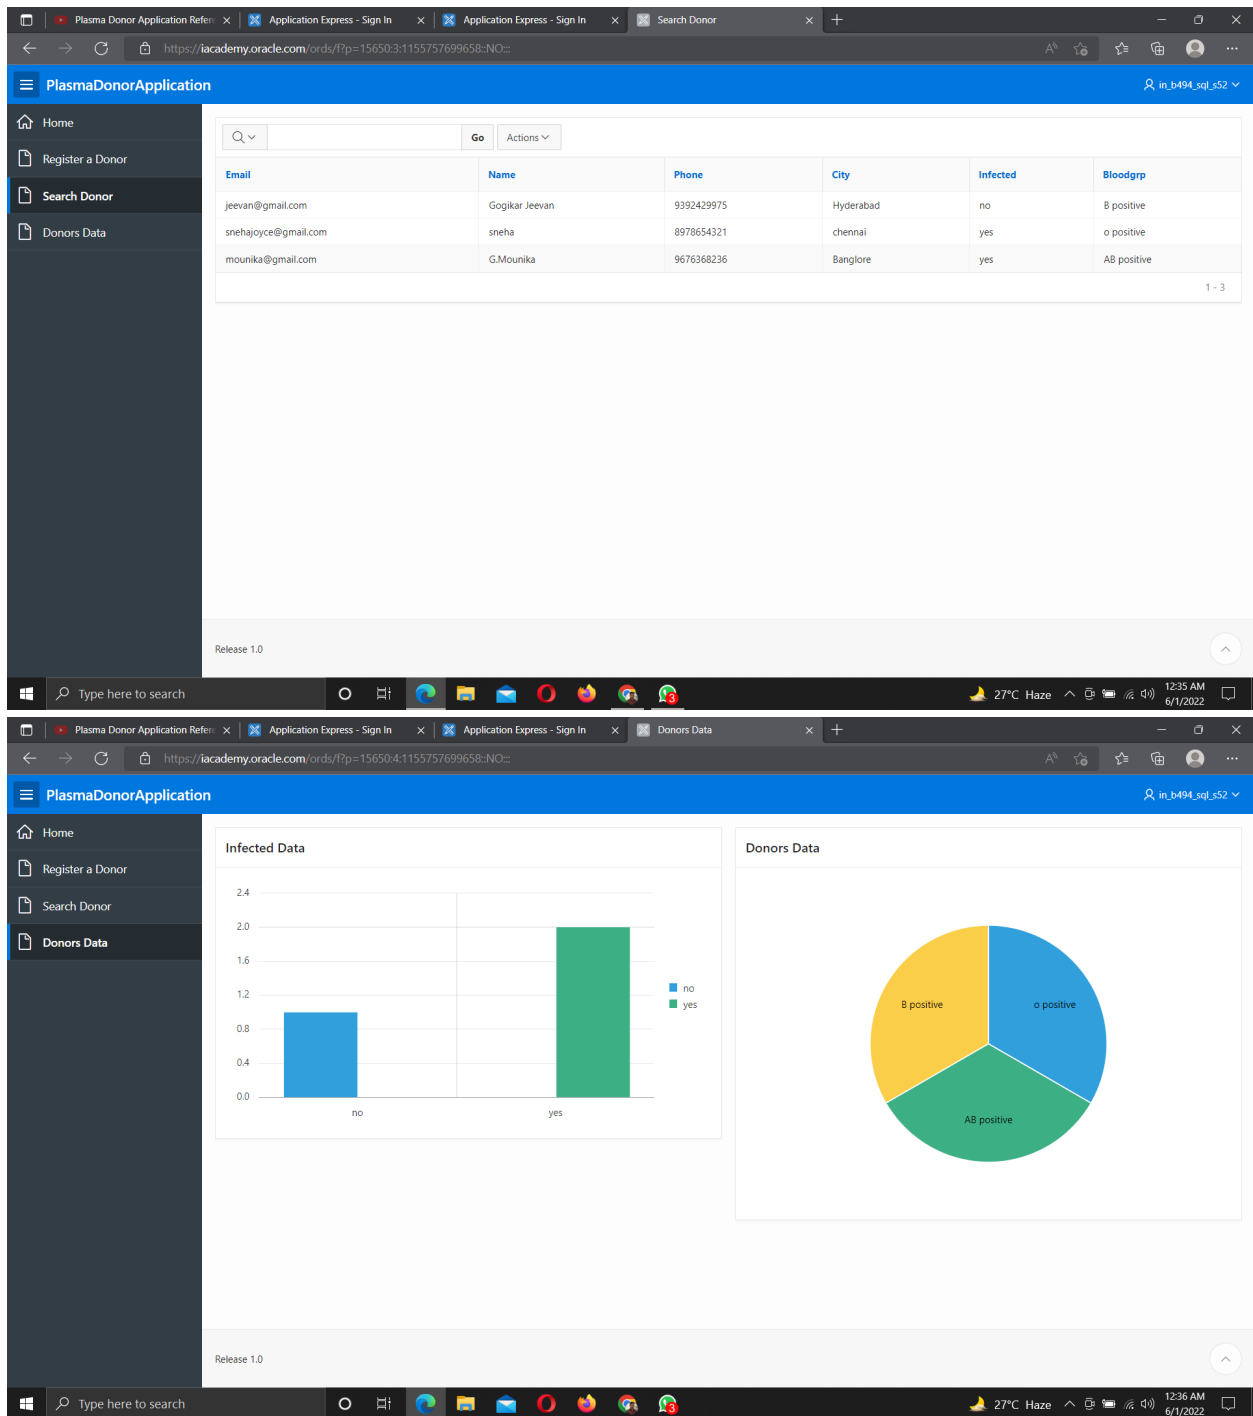 Plasma Donor Application Refere
Application Express - Sign In
Application Express - Sign In
Search Donor
https://iacademy.oracle.com/ords/f?p=15650:3:1155757699658::NO:::
PlasmaDonorApplication
in_b494_sql_s52
Home
Register a Donor
Search Donor
Donors Data
Go Actions
Email Name Phone City Infected Bloodgrp
jeevan@gmail.com Gogikar Jeevan 9392429975 Hyderabad no B positive
snehajoyce@gmail.com sneha 8978654321 chennai yes o positive
mounika@gmail.com G.Mounika 9676368236 Banglore yes AB positive
1 - 3
Release 1.0
Type here to search
3
27°C Haze
12:35 AM
6/1/2022
Plasma Donor Application Refere
Application Express - Sign In
Application Express - Sign In
Donors Data
https://iacademy.oracle.com/ords/f?p=15650:4:1155757699658::NO:::
PlasmaDonorApplication
in_b494_sql_s52
Home
Register a Donor
Search Donor
Donors Data
Infected Data
2.4
2.0
1.6
1.2
0.8
0.4
0.0
no yes
no
yes
Donors Data
B positive
o positive
AB positive
Release 1.0
Type here to search
3
27°C Haze
12:36 AM
6/1/2022